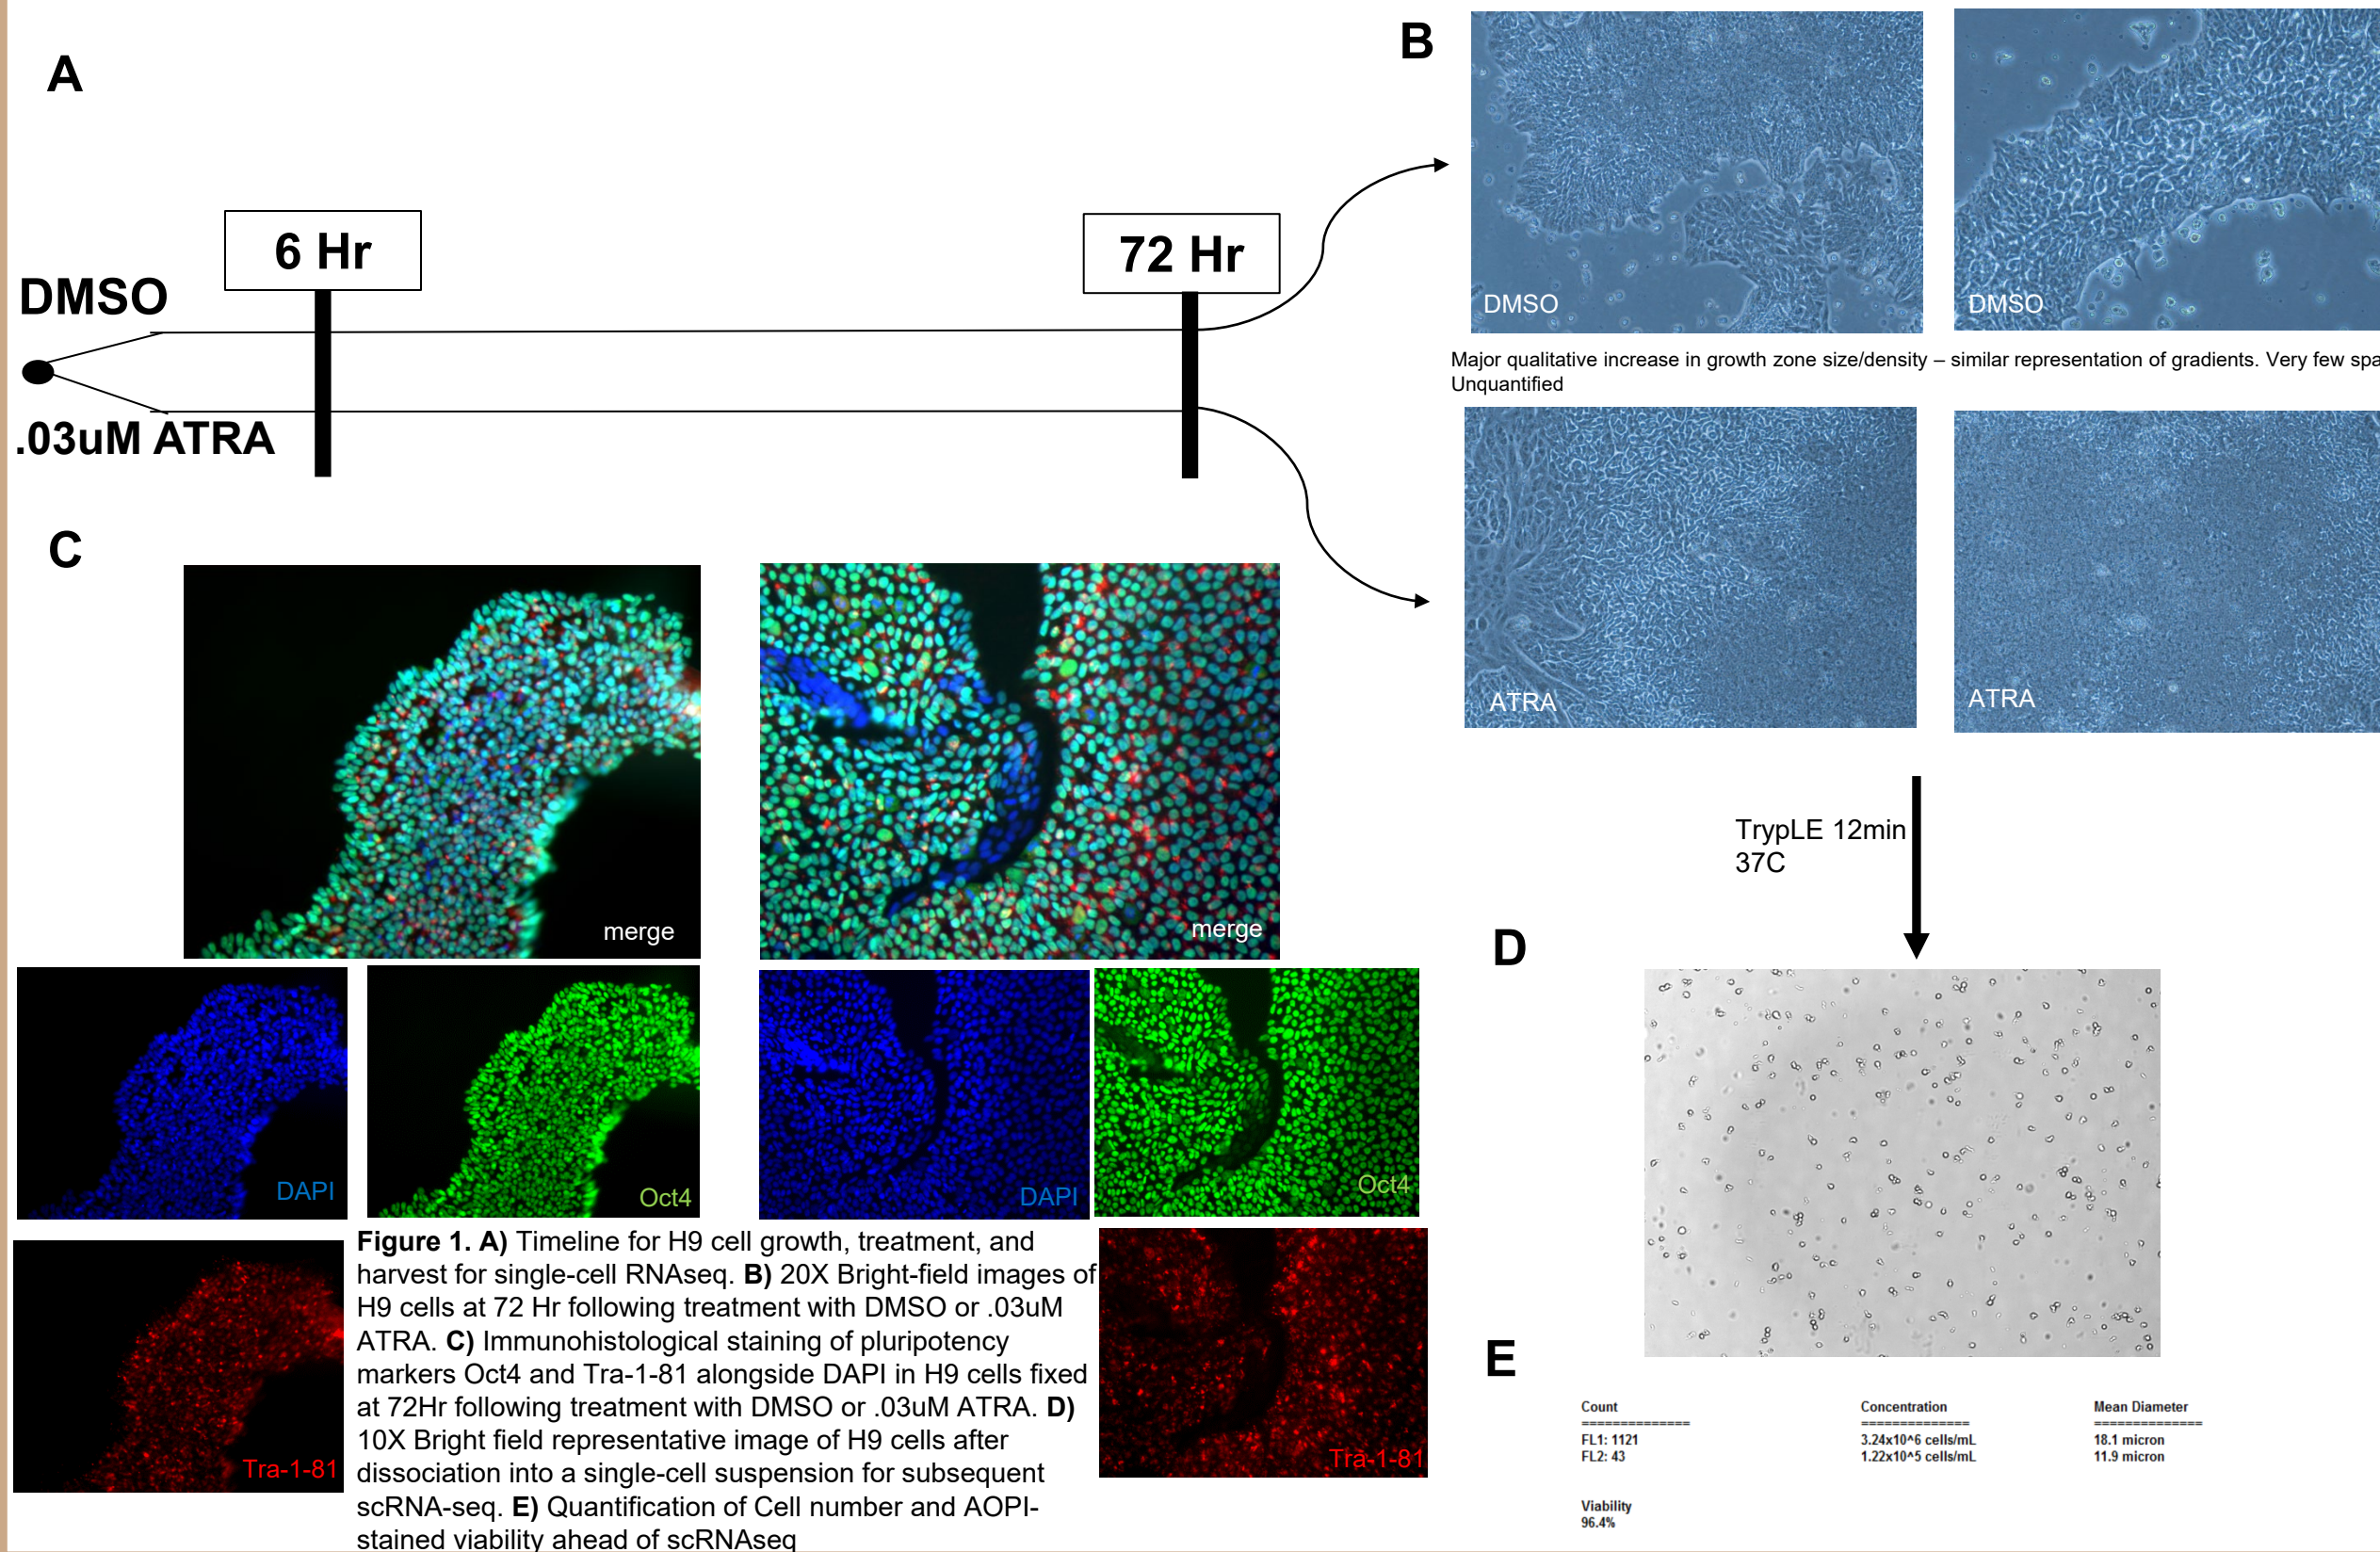 A
6 Hr
72 Hr
DMSO
.03uM ATRA
B
DMSO
DMSO
Major qualitative increase in growth zone size/density – similar representation of gradients. Very few
Unquantified
ATRA
ATRA
C
merge
merge
DAPI
Oct4
DAPI
Oct4
Tra-1-81
Tra-1-81
Figure 1. A) Timeline for H9 cell growth, treatment, and
harvest for single-cell RNAseq. B) 20X Bright-field images of
H9 cells at 72 Hr following treatment with DMSO or .03uM
ATRA. C) Immunohistological staining of pluripotency
markers Oct4 and Tra-1-81 alongside DAPI in H9 cells fixed
at 72Hr following treatment with DMSO or .03uM ATRA. D)
10X Bright field representative image of H9 cells after
dissociation into a single-cell suspension for subsequent
scRNA-seq. E) Quantification of Cell number and AOPI-
stained viability ahead of scRNAseq
TrypLE 12min
37C
D
E
Count Concentration Mean Diameter
============== ============== ==============
FL1: 1121 3.24x10^6 cells/mL 18.1 micron
FL2: 43 1.22x10^5 cells/mL 11.9 micron
Viability
96.4%